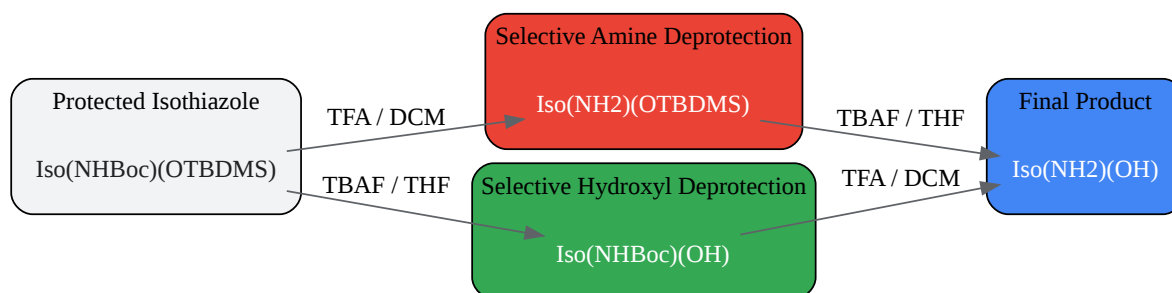 Protected Isothiazole
Iso(NHBoc)(OTBDMS)
TFA / DCM
TBAF / THF
Selective Amine Deprotection
Iso(NH2)(OTBDMS)
Selective Hydroxyl Deprotection
Iso(NHBoc)(OH)
TBAF / THF
TFA / DCM
Final Product
Iso(NH2)(OH)